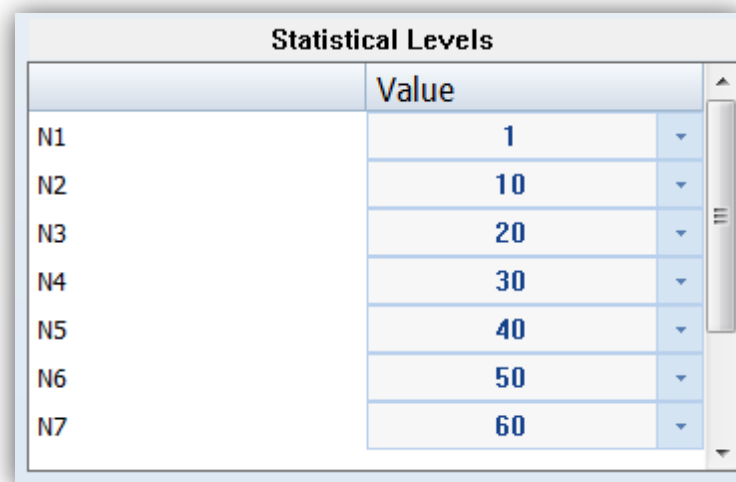 Statistical Levels
Value
N1 1
N2 10
N3 20
N4 30
N5 40
N6 50
N7 60